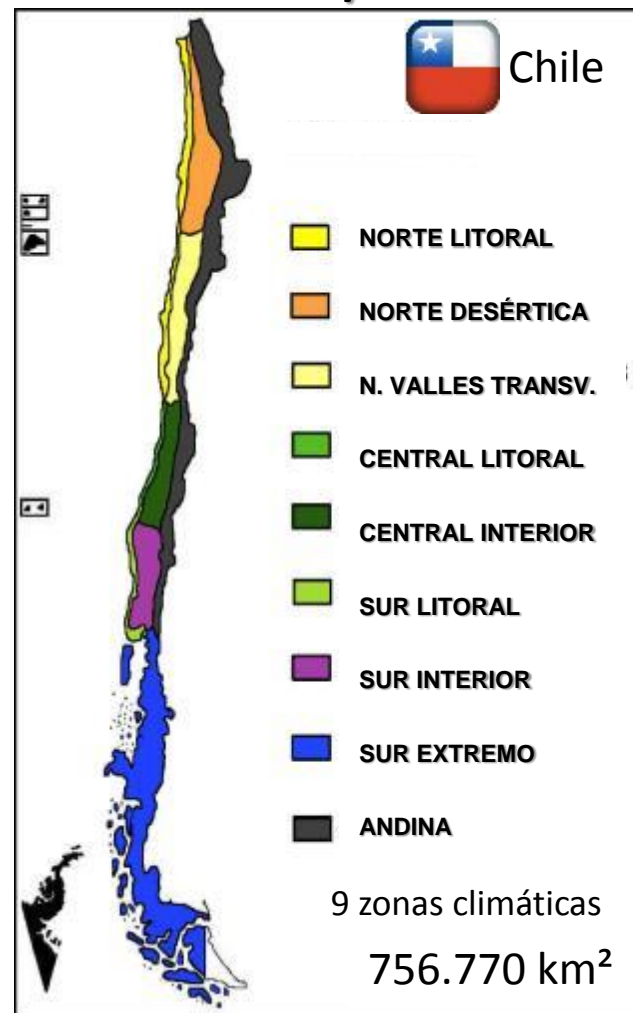 Chile
NORTE LITORAL
NORTE DESÉRTICA
N. VALLES TRANSV.
CENTRAL LITORAL
CENTRAL INTERIOR
SUR LITORAL
SUR INTERIOR
SUR EXTREMO
ANDINA
9 zonas climáticas
756.770 km²